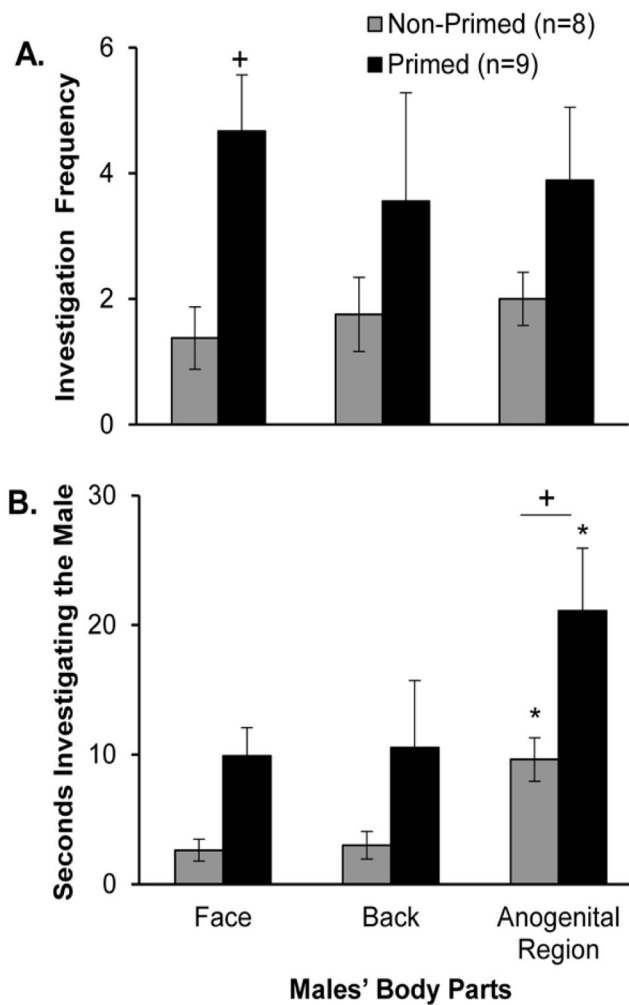 Non-Primed (n=8)
Primed (n=9)
A.
Investigation Frequency
6
4
2
0
+
B.
Seconds Investigating the Male
30
20
10
0
+
*
*
Face
Back
Anogenital
Region
Males' Body Parts